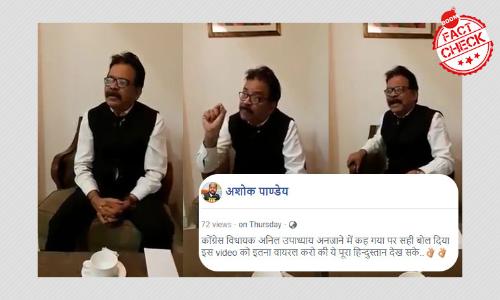 BOOM
FACT
CHECK
अशोक पाण्डेय
72 views · on Thursday ·
काँग्रेस विधायक अनिल उपाध्याय अनजाने में कह गया पर सही बोल दिया
इस video को इतना वायरल करो की ये पूरा हिन्दुस्तान देख सके..👌👌